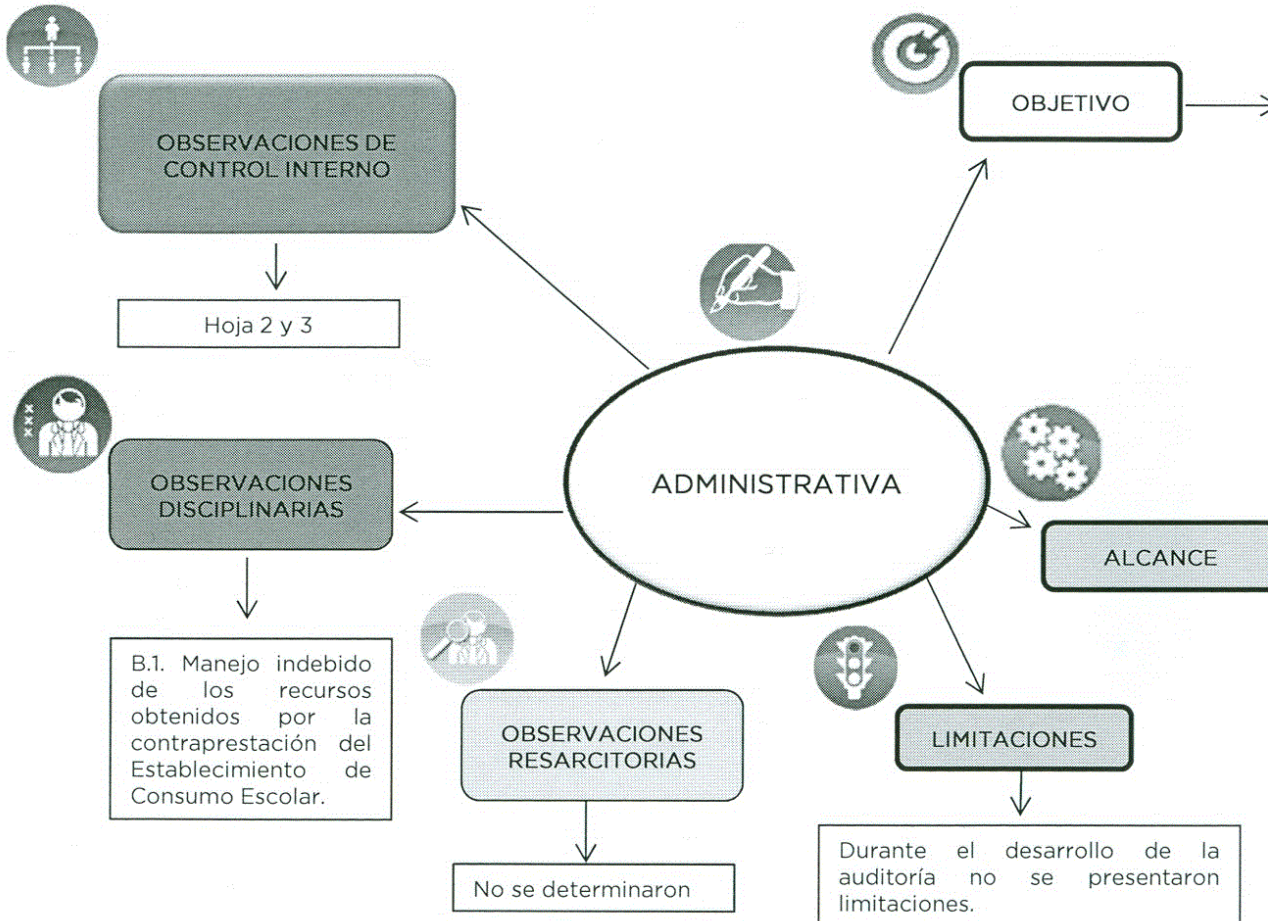 OBSERVACIONES DE
CONTROL INTERNO
Hoja 2 y 3
OBJETIVO
ADMINISTRATIVA
OBSERVACIONES
DISCIPLINARIAS
B.1. Manejo indebido
de los recursos
obtenidos por la
contraprestación del
Establecimiento de
Consumo Escolar.
OBSERVACIONES
RESARCITORIAS
No se determinaron
ALCANCE
LIMITACIONES
Durante el desarrollo de la
auditoría no se presentaron
limitaciones.